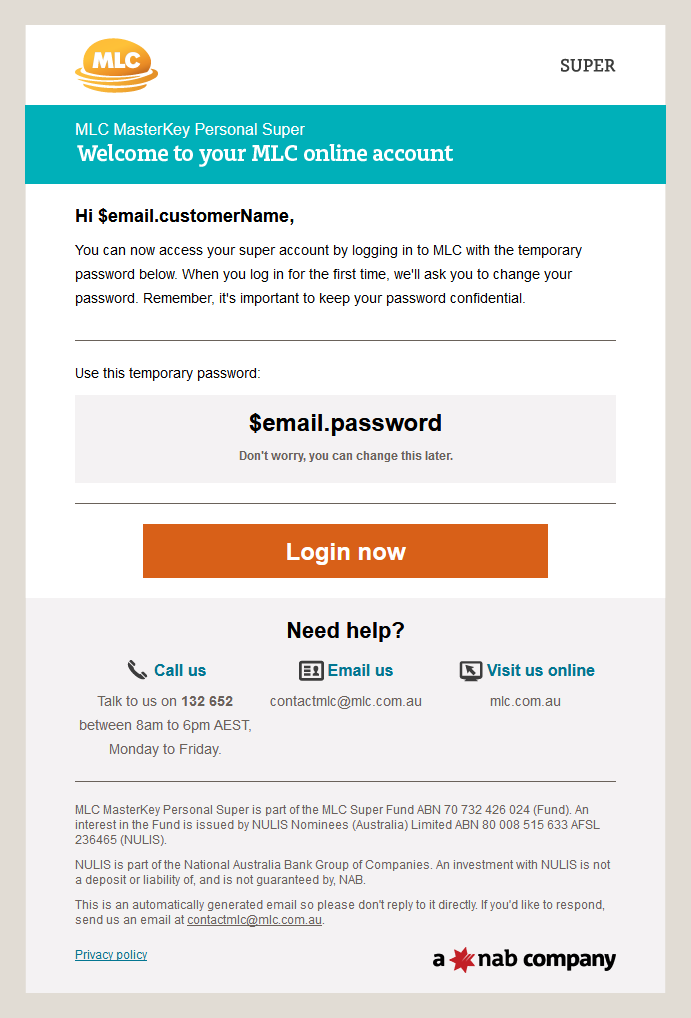 MLC
SUPER
MLC MasterKey Personal Super
Welcome to your MLC online account
Hi $email.customerName,
You can now access your super account by logging in to MLC with the temporary
password below. When you log in for the first time, we'll ask you to change your
password. Remember, it's important to keep your password confidential.
Use this temporary password:
$email.password
Don't worry, you can change this later.
Login now
Need help?
Call us
Talk to us on 132 652
between 8am to 6pm AEST,
Monday to Friday.
Email us
contactmlc@mlc.com.au
Visit us online
mlc.com.au
MLC MasterKey Personal Super is part of the MLC Super Fund ABN 70 732 426 024 (Fund). An
interest in the Fund is issued by NULIS Nominees (Australia) Limited ABN 80 008 515 633 AFSL
236465 (NULIS).
NULIS is part of the National Australia Bank Group of Companies. An investment with NULIS is not
a deposit or liability of, and is not guaranteed by, NAB.
This is an automatically generated email so please don't reply to it directly. If you'd like to respond,
send us an email at contactmlc@mlc.com.au.
Privacy policy
a nab company